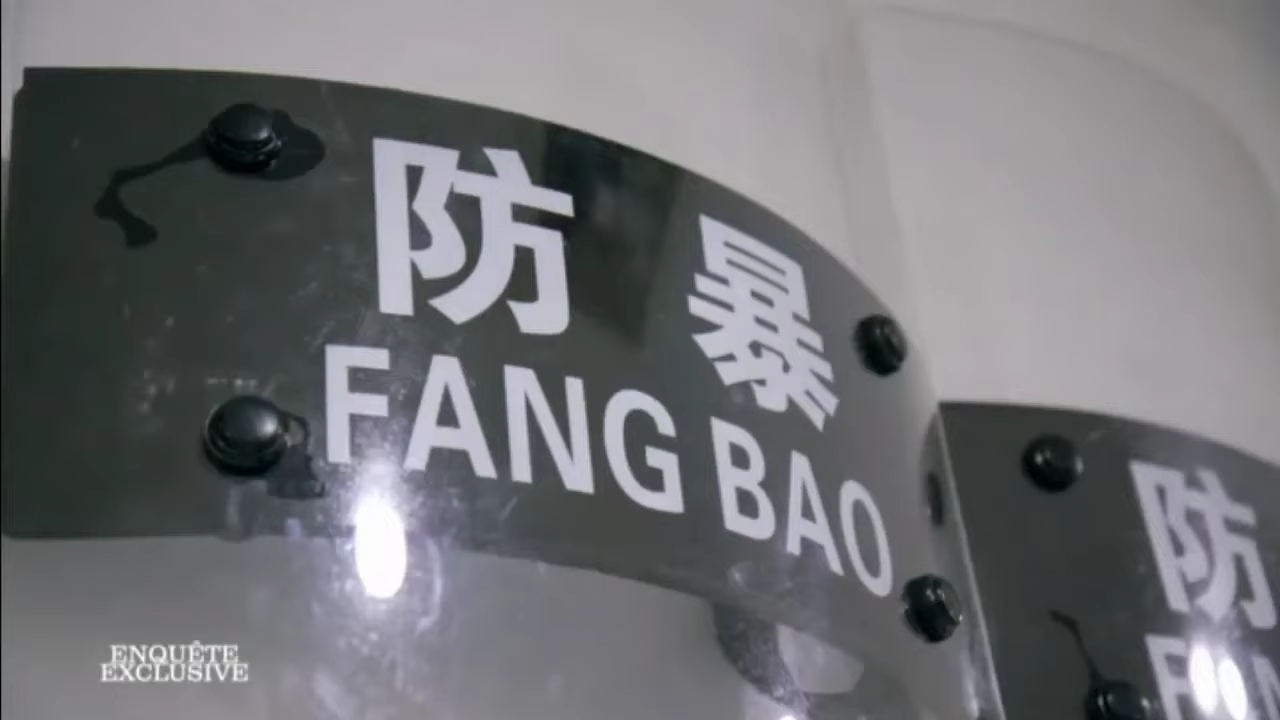 防暴
FANG BAO
防
ENQUÊTE
EXCLUSIVE